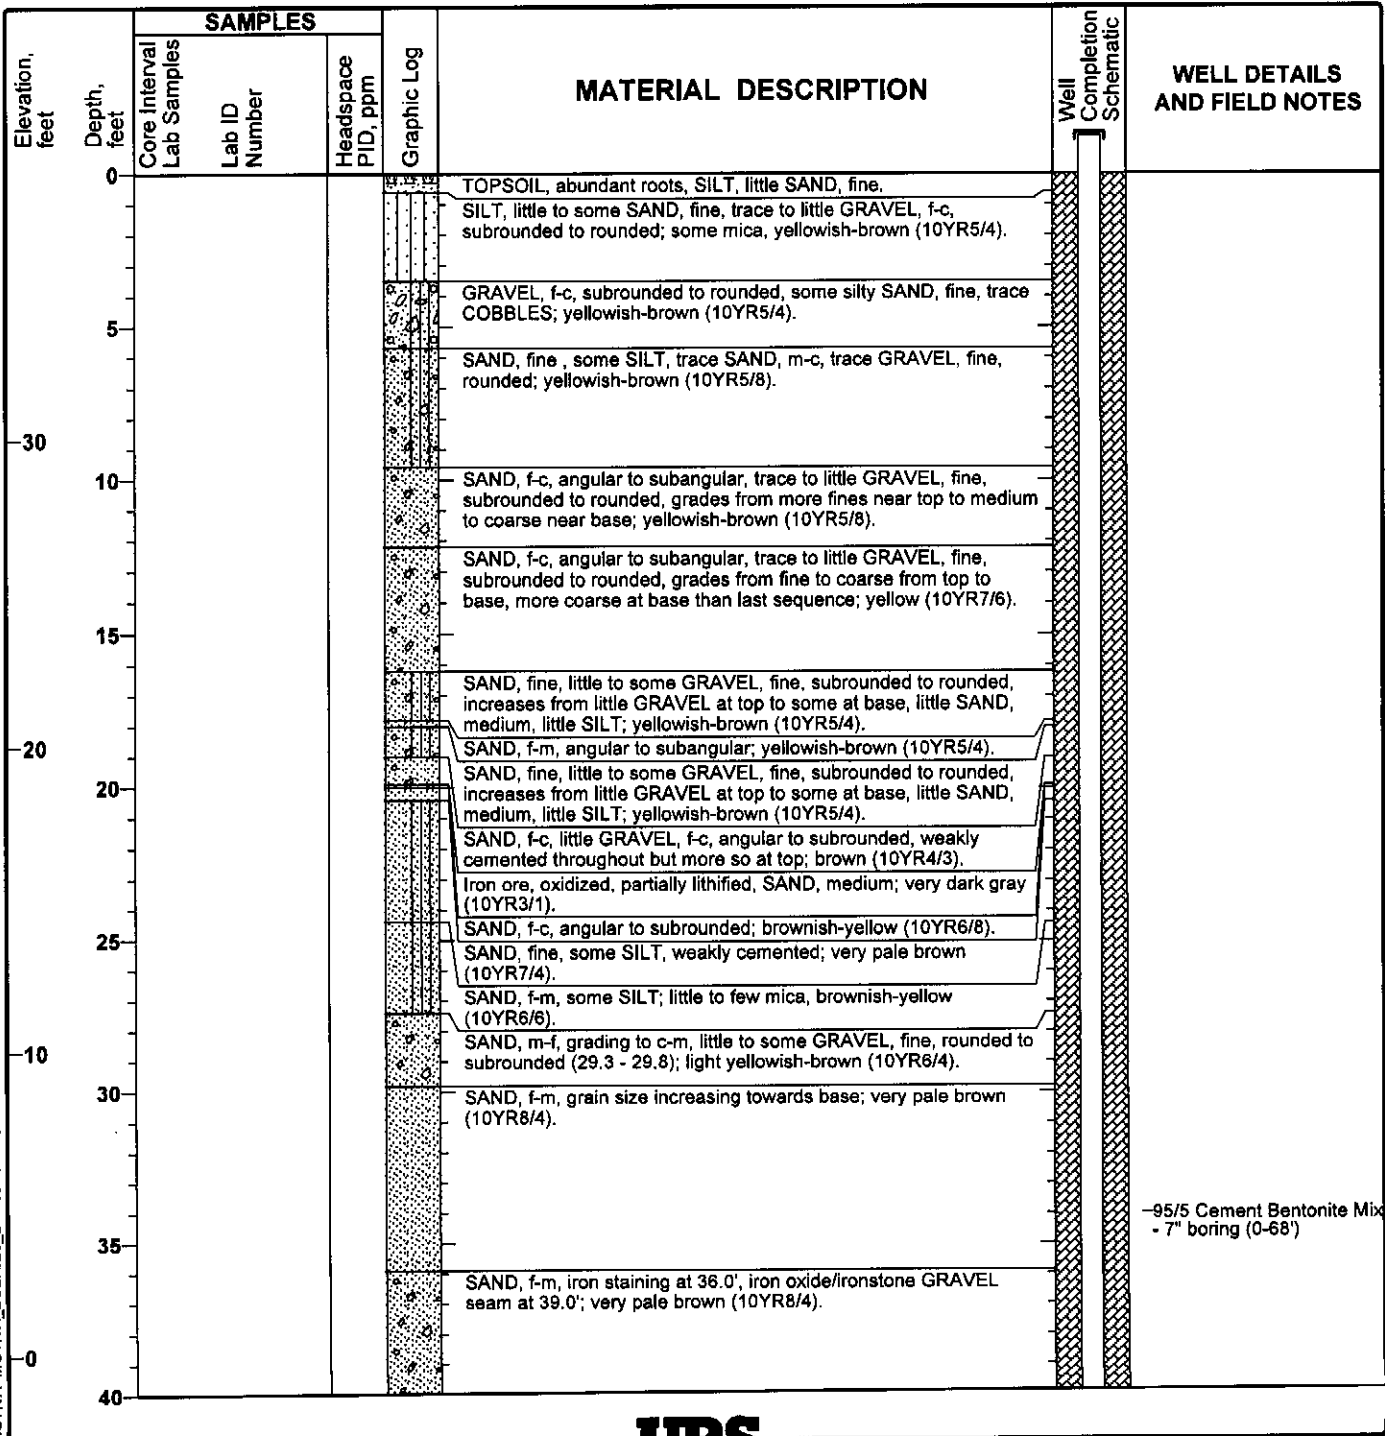 SAMPLES
Elevation,
feet
Depth,
feet
Core Interval
Lab Samples
Lab ID
Number
Headspace
PID, ppm
Graphic Log
MATERIAL DESCRIPTION
Well
Completion
Schematic
WELL DETAILS
AND FIELD NOTES
0
TOPSOIL, abundant roots, SILT, little SAND, fine.
SILT, little to some SAND, fine, trace to little GRAVEL, f-c,
subrounded to rounded; some mica, yellowish-brown (10YR5/4).
GRAVEL, f-c, subrounded to rounded, some silty SAND, fine, trace
COBBLES; yellowish-brown (10YR5/4).
5
SAND, fine , some SILT, trace SAND, m-c, trace GRAVEL, fine,
rounded; yellowish-brown (10YR5/8).
30
10
SAND, f-c, angular to subangular, trace to little GRAVEL, fine,
subrounded to rounded, grades from more fines near top to medium
to coarse near base; yellowish-brown (10YR5/8).
SAND, f-c, angular to subangular, trace to little GRAVEL, fine,
subrounded to rounded, grades from fine to coarse from top to
base, more coarse at base than last sequence; yellow (10YR7/6).
15
SAND, fine, little to some GRAVEL, fine, subrounded to rounded,
increases from little GRAVEL at top to some at base, little SAND,
medium, little SILT; yellowish-brown (10YR5/4).
20
SAND, f-m, angular to subangular; yellowish-brown (10YR5/4).
SAND, fine, little to some GRAVEL, fine, subrounded to rounded,
increases from little GRAVEL at top to some at base, little SAND,
medium, little SILT; yellowish-brown (10YR5/4).
20
SAND, f-c, little GRAVEL, f-c, angular to subrounded, weakly
cemented throughout but more so at top; brown (10YR4/3).
Iron ore, oxidized, partially lithified, SAND, medium; very dark gray
(10YR3/1).
SAND, f-c, angular to subrounded; brownish-yellow (10YR6/8).
25
SAND, fine, some SILT, weakly cemented; very pale brown
(10YR7/4).
SAND, f-m, some SILT; little to few mica, brownish-yellow
(10YR6/6).
SAND, m-f, grading to c-m, little to some GRAVEL, fine, rounded to
subrounded (29.3 - 29.8); light yellowish-brown (10YR6/4).
10
30
SAND, f-m, grain size increasing towards base; very pale brown
(10YR8/4).
95/5 Cement Bentonite Mix
- 7" boring (0-68')
35
SAND, f-m, iron staining at 36.0', iron oxide/ironstone GRAVEL
seam at 39.0'; very pale brown (10YR8/4).
0
40
URS